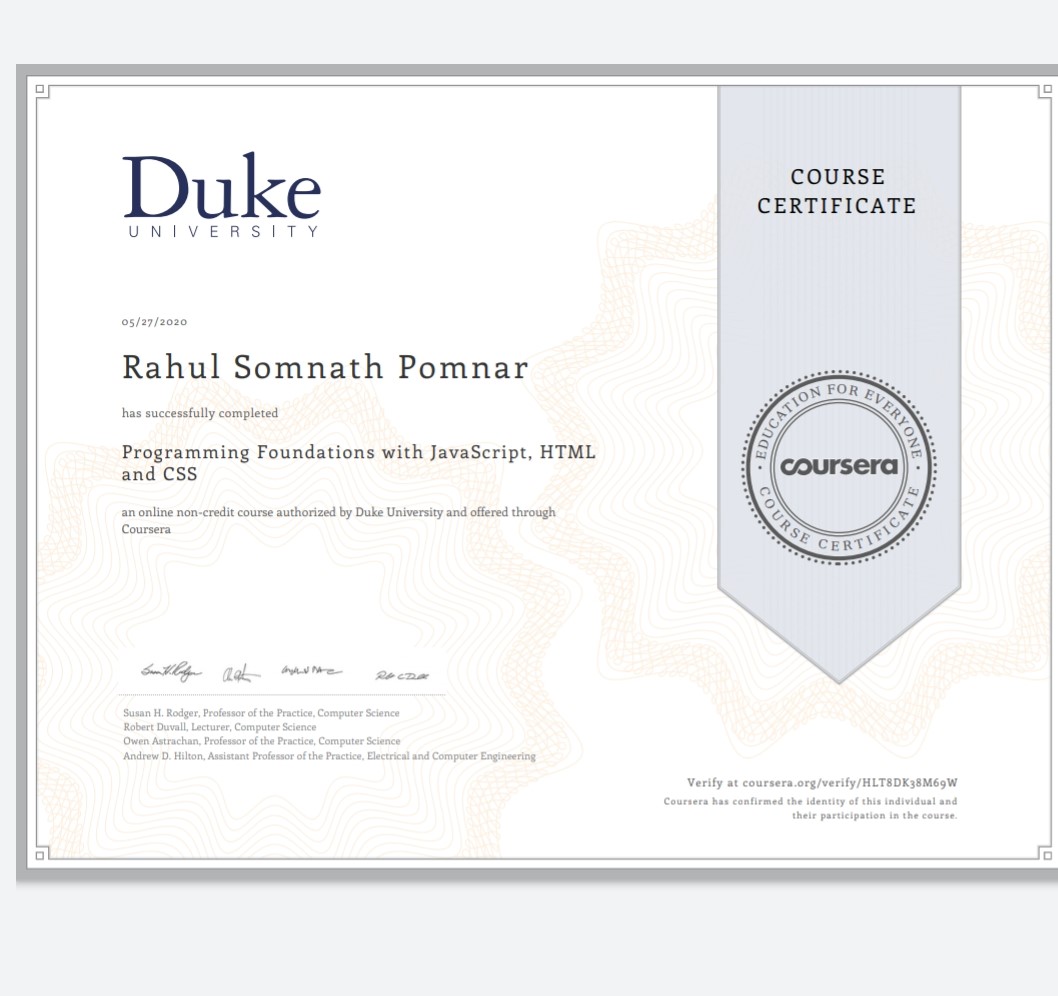 Duke
UNIVERSITY
COURSE
CERTIFICATE
05/27/2020
Rahul Somnath Pomnar
has successfully completed
Programming Foundations with JavaScript, HTML
and CSS
an online non-credit course authorized by Duke University and offered through
Coursera
EDUCATION FOR EVERYONE
coursera
COURSE CERTIFICATE
Susan H. Rodger, Professor of the Practice, Computer Science
Robert Duvall, Lecturer, Computer Science
Owen Astrachan, Professor of the Practice, Computer Science
Andrew D. Hilton, Assistant Professor of the Practice, Electrical and Computer Engineering
Verify at coursera.org/verify/HLT8DK38M69W
Coursera has confirmed the identity of this individual and
their participation in the course.